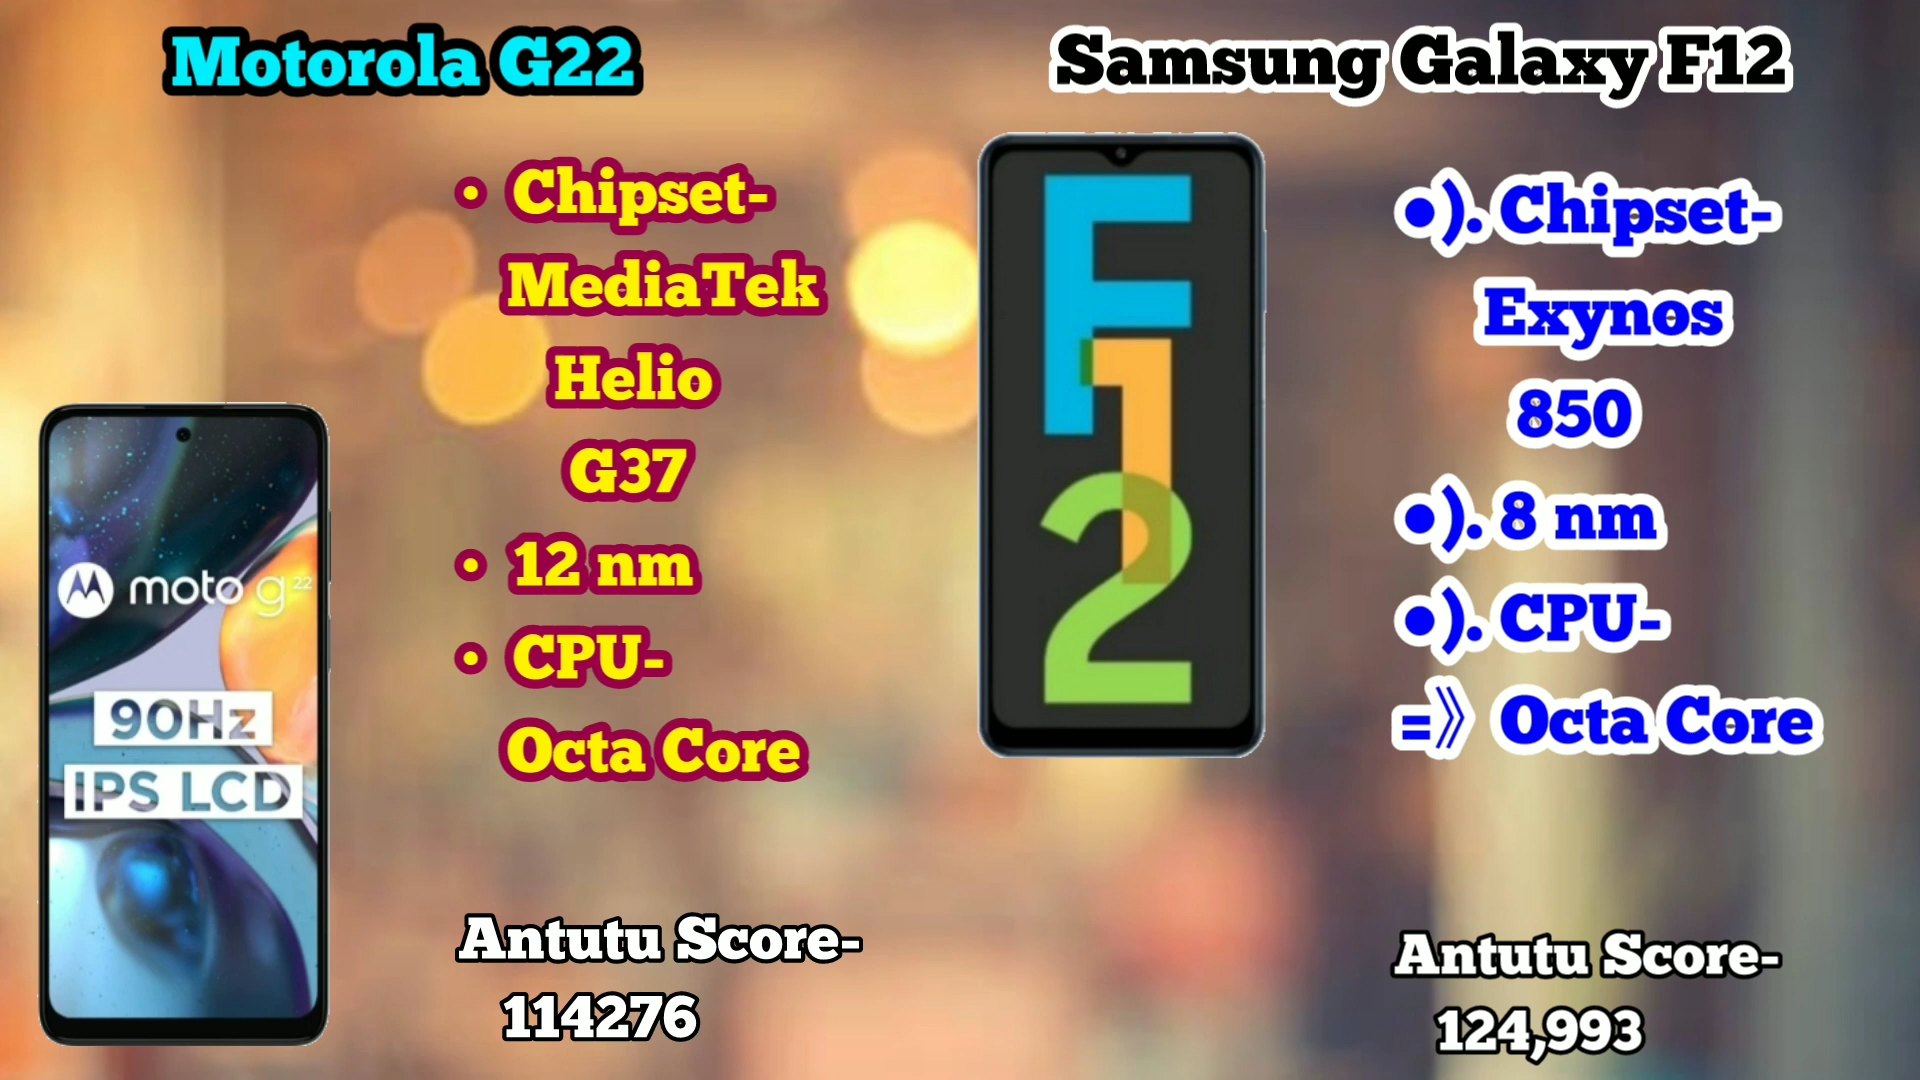 Motorola G22
• Chipset-
MediaTek
Helio
G37
• 12 nm
• CPU-
Octa Core
moto g22
90Hz
IPS LCD
Antutu Score-
114276
Samsung Galaxy F12
F12
●). Chipset-
Exynos
850
●). 8 nm
●). CPU-
=》 Octa Core
Antutu Score-
124,993